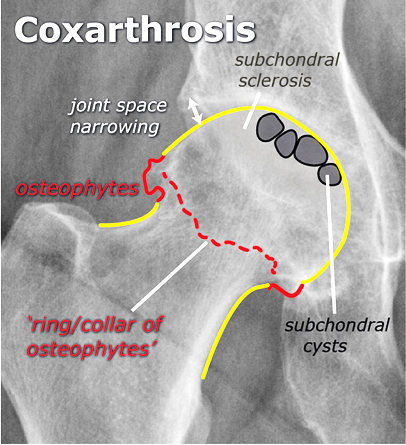 Coxarthrosis
subchondral
sclerosis
joint space
narrowing
osteophytes
‘ring/collar of
osteophytes’
subchondral
cysts